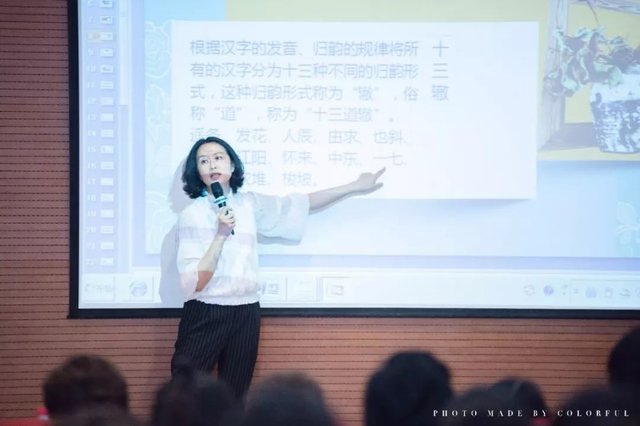 根据汉字的发音、归韵的规律将所
有的汉字分为十三种不同的归韵形
式，这种归韵形式称为“辙”，俗
称“道”，称为“十三道辙”。
发花、人辰、由求、也斜、
江阳、怀来、中东、一七、
梭坡。
十
三
辙
PHOTO MADE BY COLORFUL